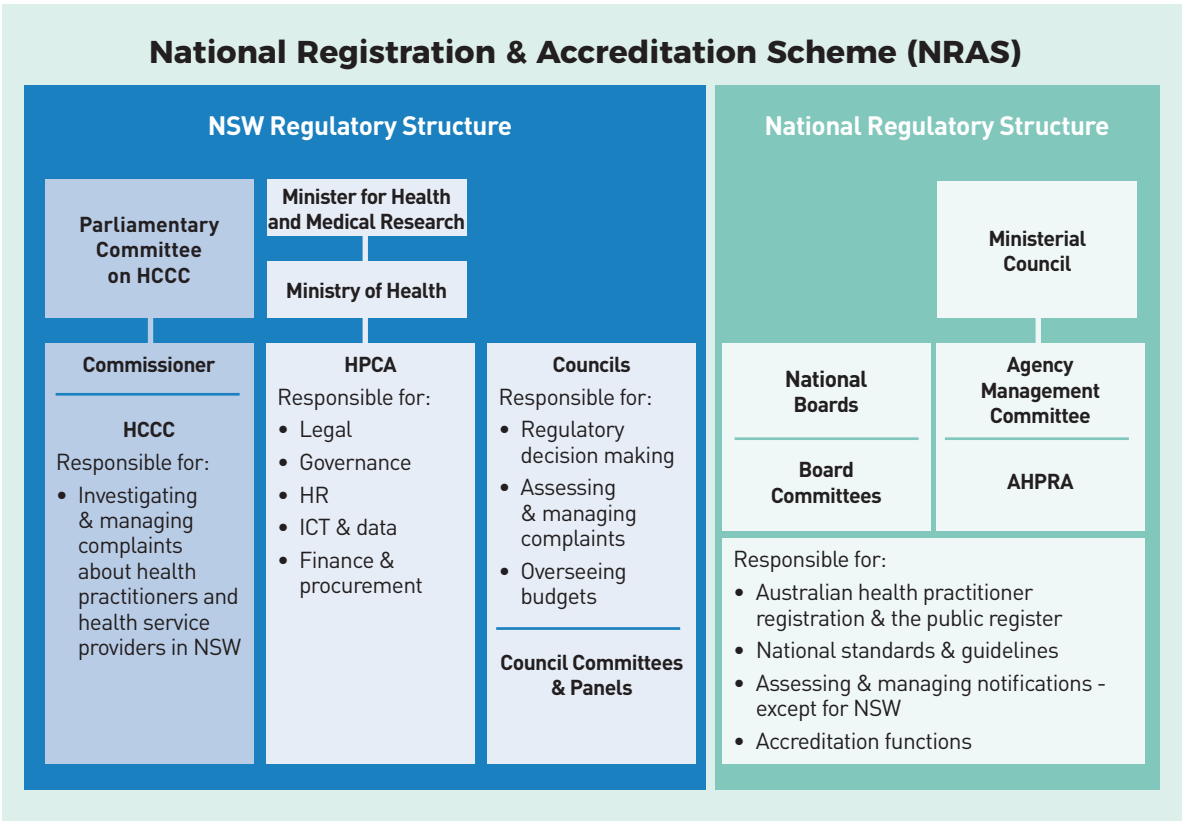 National Registration & Accreditation Scheme (NRAS)
NSW Regulatory Structure
Parliamentary
Committee
on HCCC
Minister for Health
and Medical Research
Ministry of Health
Commissioner
HCCC
Responsible for:
• Investigating
& managing
complaints
about health
practitioners and
health service
providers in NSW
HPCA
Responsible for:
• Legal
• Governance
• HR
• ICT & data
• Finance &
procurement
Councils
Responsible for:
• Regulatory
decision making
• Assessing
& managing
complaints
• Overseeing
budgets
Council Committees
& Panels
National Regulatory Structure
Ministerial
Council
National
Boards
Board
Committees
Agency
Management
Committee
AHPRA
Responsible for:
• Australian health practitioner
registration & the public register
• National standards & guidelines
• Assessing & managing notifications -
except for NSW
• Accreditation functions